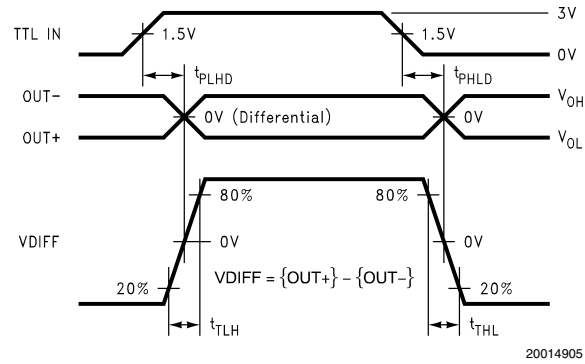 3V
TTL IN
1.5V
1.5V
0V
tPLHD
tPHLD
OUT-
VOH
0V (Differential)
0V
OUT+
VOL
80%
80%
VDIFF
0V
0V
VDIFF = {OUT+} - {OUT-}
20%
20%
tTLH
tTHL
20014905